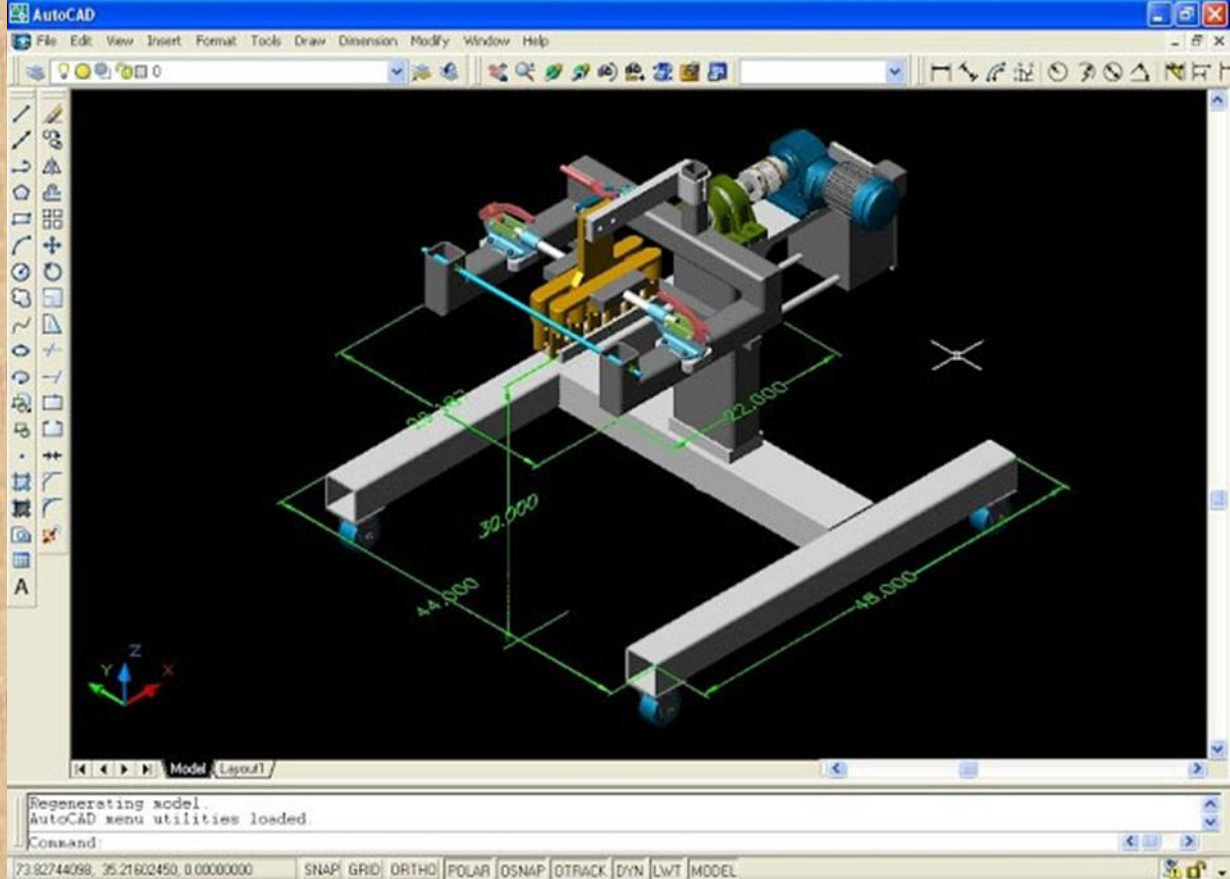 AutoCAD
File Edit View Insert Format Tools Draw Dimension Modify Window Help
0
22.000
30.000
44.000
48.000
A
Z
Y X
Model Layout1
Regenerating model.
AutoCAD menu utilities loaded.
Command:
73.82744098, 35.21602450, 0.00000000 SNAP GRID ORTHO POLAR OSNAP OTRACK DYN LWT MODEL